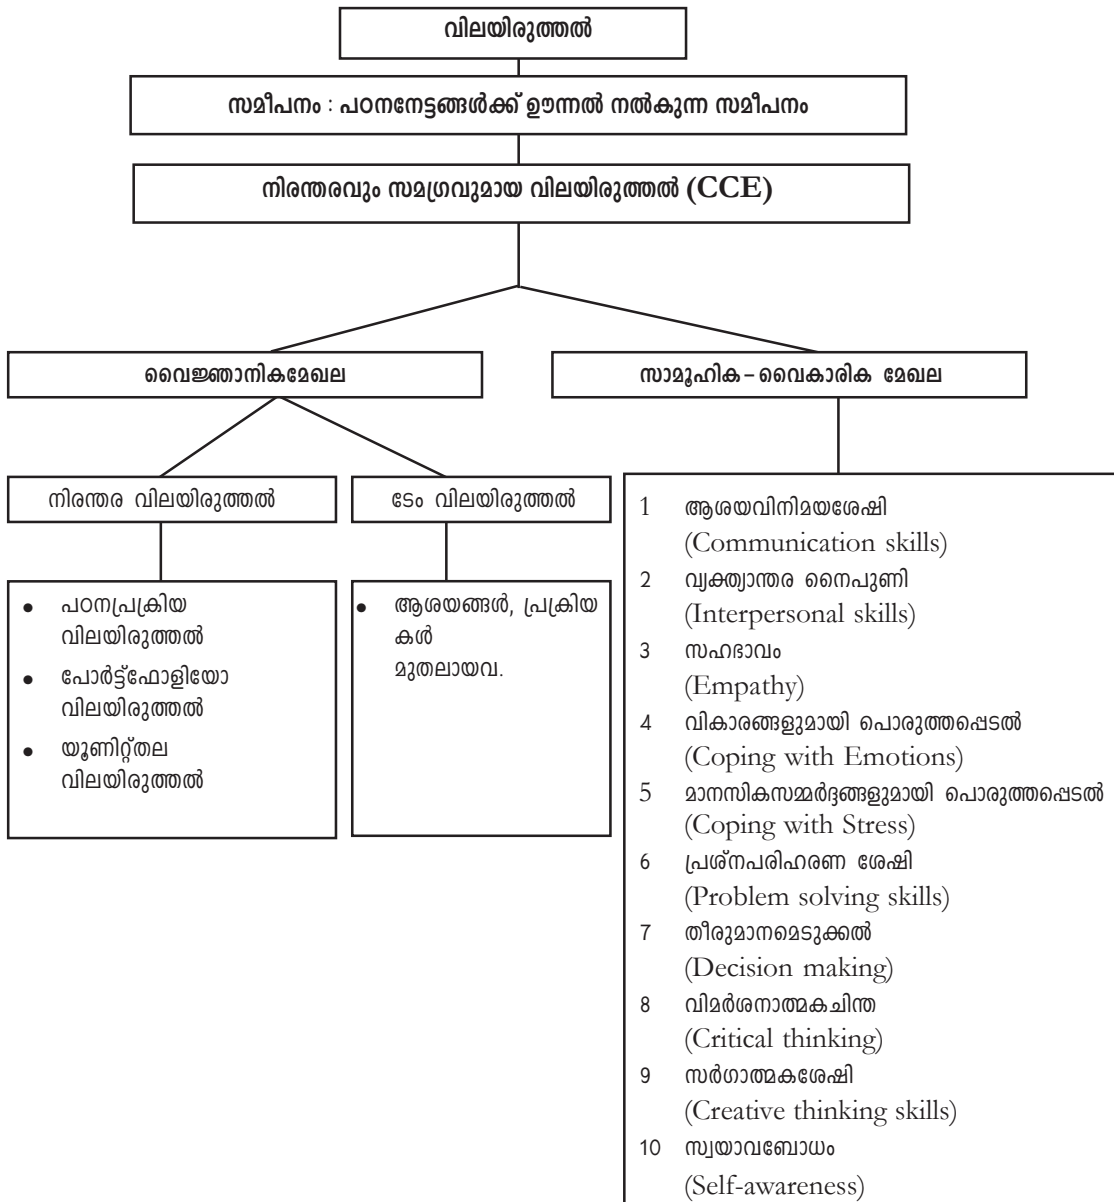 വിലയിരുത്തൽ
സമീപനം : പഠനനേട്ടങ്ങൾക്ക് ഊന്നൽ നൽകുന്ന സമീപനം
നിരന്തരവും സമഗ്രവുമായ വിലയിരുത്തൽ (CCE)
വൈജ്ഞാനികമേഖല
സാമൂഹിക-വൈകാരിക മേഖല
നിരന്തര വിലയിരുത്തൽ
ടേം വിലയിരുത്തൽ
• പഠനപ്രക്രിയ
വിലയിരുത്തൽ
• പോർട്ട്ഫോളിയോ
വിലയിരുത്തൽ
• യൂണിറ്റ്തല
വിലയിരുത്തൽ
• ആശയങ്ങൾ, പ്രക്രിയ
കൾ
മുതലായവ.
1 ആശയവിനിമയശേഷി
(Communication skills)
2 വ്യക്ത്യാന്തര നൈപുണി
(Interpersonal skills)
3 സഹഭാവം
(Empathy)
4 വികാരങ്ങളുമായി പൊരുത്തപ്പെടൽ
(Coping with Emotions)
5 മാനസികസമ്മർദ്ദങ്ങളുമായി പൊരുത്തപ്പെടൽ
(Coping with Stress)
6 പ്രശ്നപരിഹരണ ശേഷി
(Problem solving skills)
7 തീരുമാനമെടുക്കൽ
(Decision making)
8 വിമർശനാത്മകചിന്ത
(Critical thinking)
9 സർഗാത്മകശേഷി
(Creative thinking skills)
10 സ്വയാവബോധം
(Self-awareness)